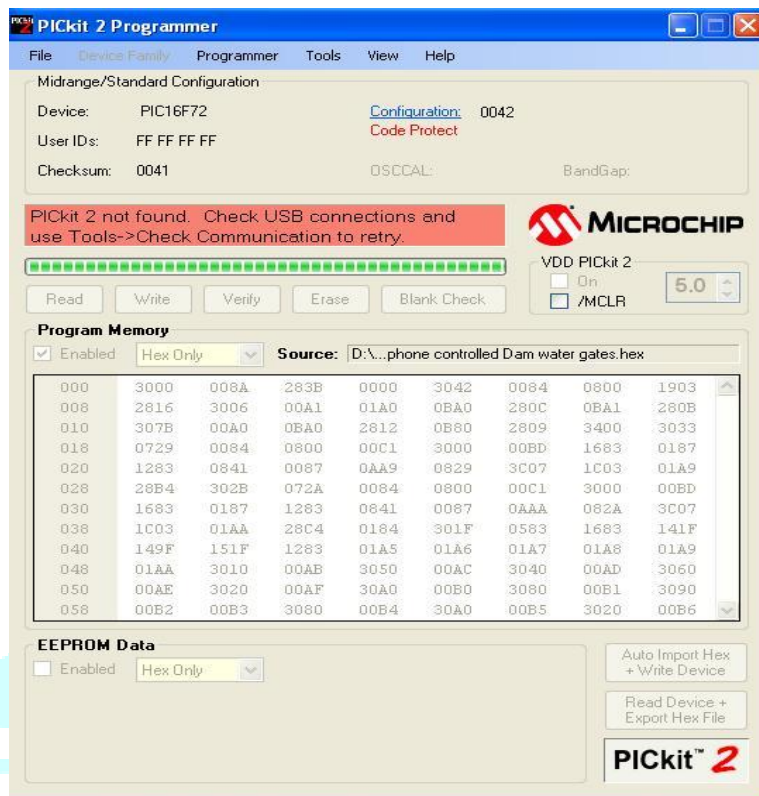 PICkit 2 Programmer
File Device Family Programmer Tools View Help
Midrange/Standard Configuration
Device: PIC16F72 Configuration: 0042
Code Protect
User IDs: FF FF FF FF
Checksum: 0041 OSCCAL: BandGap:
PICkit 2 not found. Check USB connections and
use Tools->Check Communication to retry.
MICROCHIP
VDD PICkit 2
On
/MCLR
5.0
Read Write Verify Erase Blank Check
Program Memory
Enabled Hex Only Source: D:\...phone controlled Dam water gates.hex
000 3000 008A 283B 0000 3042 0084 0800 1903
008 2816 3006 00A1 01A0 0BA0 280C 0BA1 280B
010 307B 00A0 0BA0 2812 0B80 2809 3400 3033
018 0729 0084 0800 00C1 3000 00BD 1683 0187
020 1283 0841 0087 0AA9 0829 3C07 1C03 01A9
028 28B4 302B 072A 0084 0800 00C1 3000 00BD
030 1683 0187 1283 0841 0087 0AAA 082A 3C07
038 1C03 01AA 28C4 0184 301F 0583 1683 141F
040 149F 151F 1283 01A5 01A6 01A7 01A8 01A9
048 01AA 3010 00AB 3050 00AC 3040 00AD 3060
050 00AE 3020 00AF 30A0 00B0 3080 00B1 3090
058 00B2 00B3 3080 00B4 30A0 00B5 3020 00B6
EEPROM Data
Enabled Hex Only
Auto Import Hex
+ Write Device
Read Device +
Export Hex File
PICkit™ 2